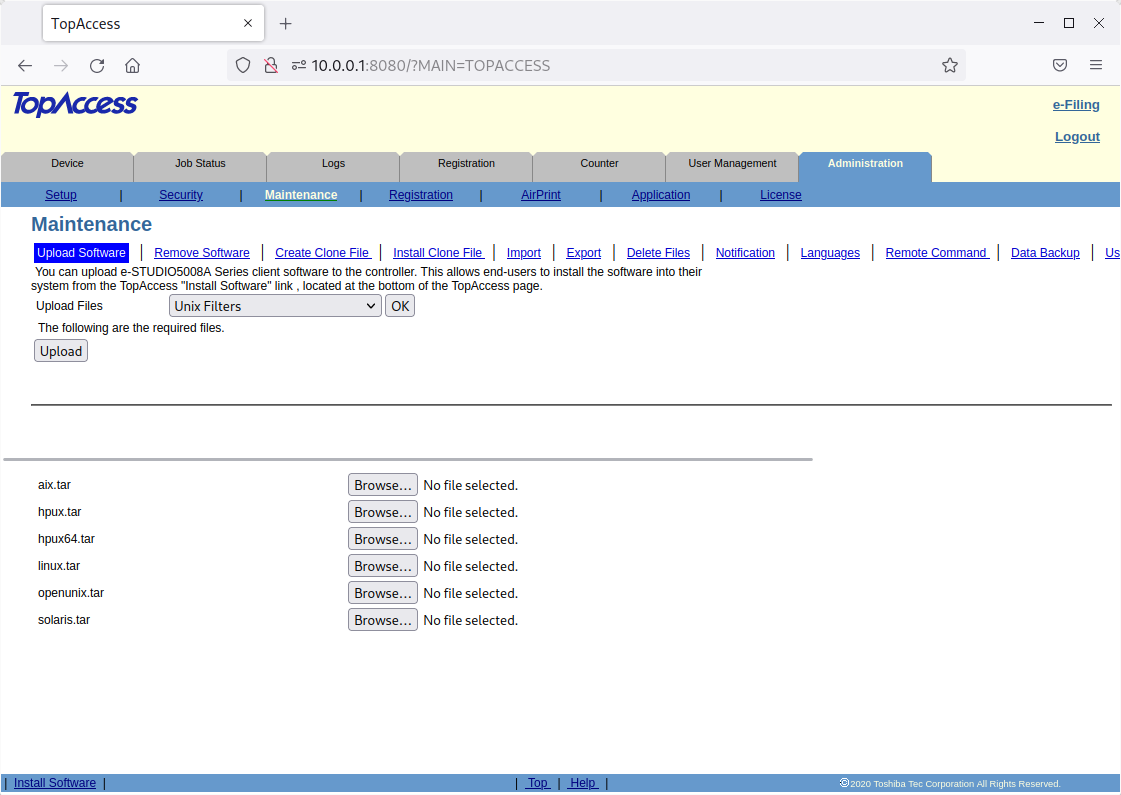 TopAccess
10.0.0.1:8080/?MAIN=TOPACCESS
TopAccess
e-Filing
Logout
Device Job Status Logs Registration Counter User Management Administration
Setup | Security | Maintenance | Registration | AirPrint | Application | License
Maintenance
Upload Software | Remove Software | Create Clone File | Install Clone File | Import | Export | Delete Files | Notification | Languages | Remote Command | Data Backup | Us
You can upload e-STUDIO5008A Series client software to the controller. This allows end-users to install the software into their
system from the TopAccess "Install Software" link , located at the bottom of the TopAccess page.
Upload Files Unix Filters OK
The following are the required files.
Upload
aix.tar Browse... No file selected.
hpux.tar Browse... No file selected.
hpux64.tar Browse... No file selected.
linux.tar Browse... No file selected.
openunix.tar Browse... No file selected.
solaris.tar Browse... No file selected.
| Install Software | | Top | Help | ©2020 Toshiba Tec Corporation All Rights Reserved.